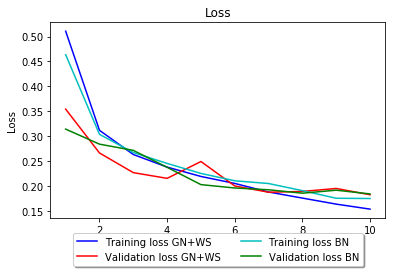 Loss
Loss
0.50
0.45
0.40
0.35
0.30
0.25
0.20
0.15
2 4 6 8 10
Training loss GN+WS Training loss BN
Validation loss GN+WS Validation loss BN